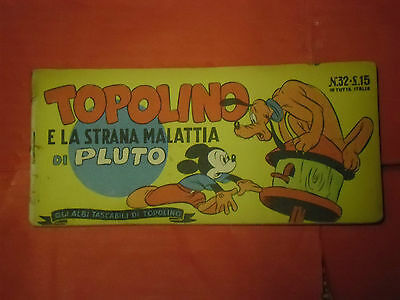 TOPOLINO
E LA STRANA MALATTIA
DI PLUTO
N.32-L.15
IN TUTTA ITALIA
GLI ALBI TASCABILI DI TOPOLINO